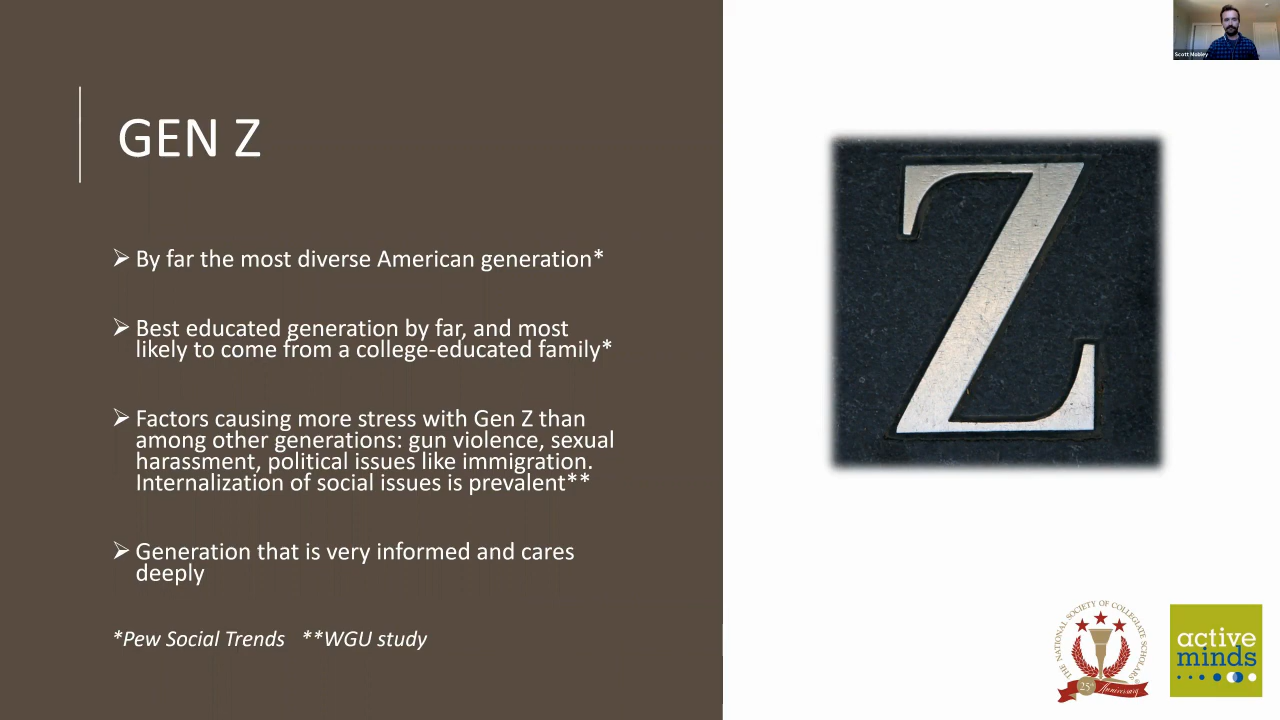 Scott Mobley
GEN Z
Z
➢ By far the most diverse American generation*
➢ Best educated generation by far, and most
likely to come from a college-educated family*
➢ Factors causing more stress with Gen Z than
among other generations: gun violence, sexual
harassment, political issues like immigration.
Internalization of social issues is prevalent**
➢ Generation that is very informed and cares
deeply
*Pew Social Trends **WGU study
THE NATIONAL SOCIETY OF COLLEGIATE SCHOLARS
25th Anniversary
active
minds